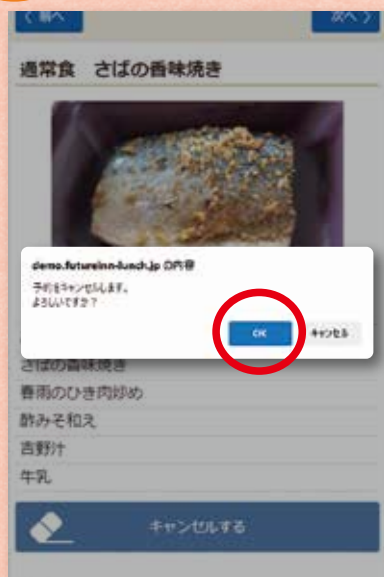 < 前へ
次へ >
通常食 さばの香味焼き
demo.futureinn-lunch.jp の内容
予約をキャンセルします。
よろしいですか？
OK
キャンセル
さばの香味焼き
春雨のひき肉炒め
酢みそ和え
吉野汁
牛乳
キャンセルする